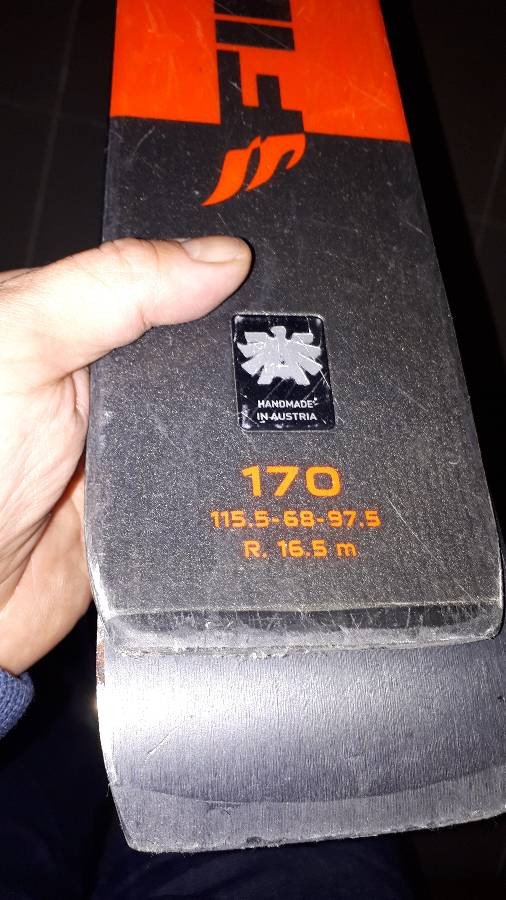 HANDMADE
IN AUSTRIA
170
115.5-68-97.5
R. 16.5 m